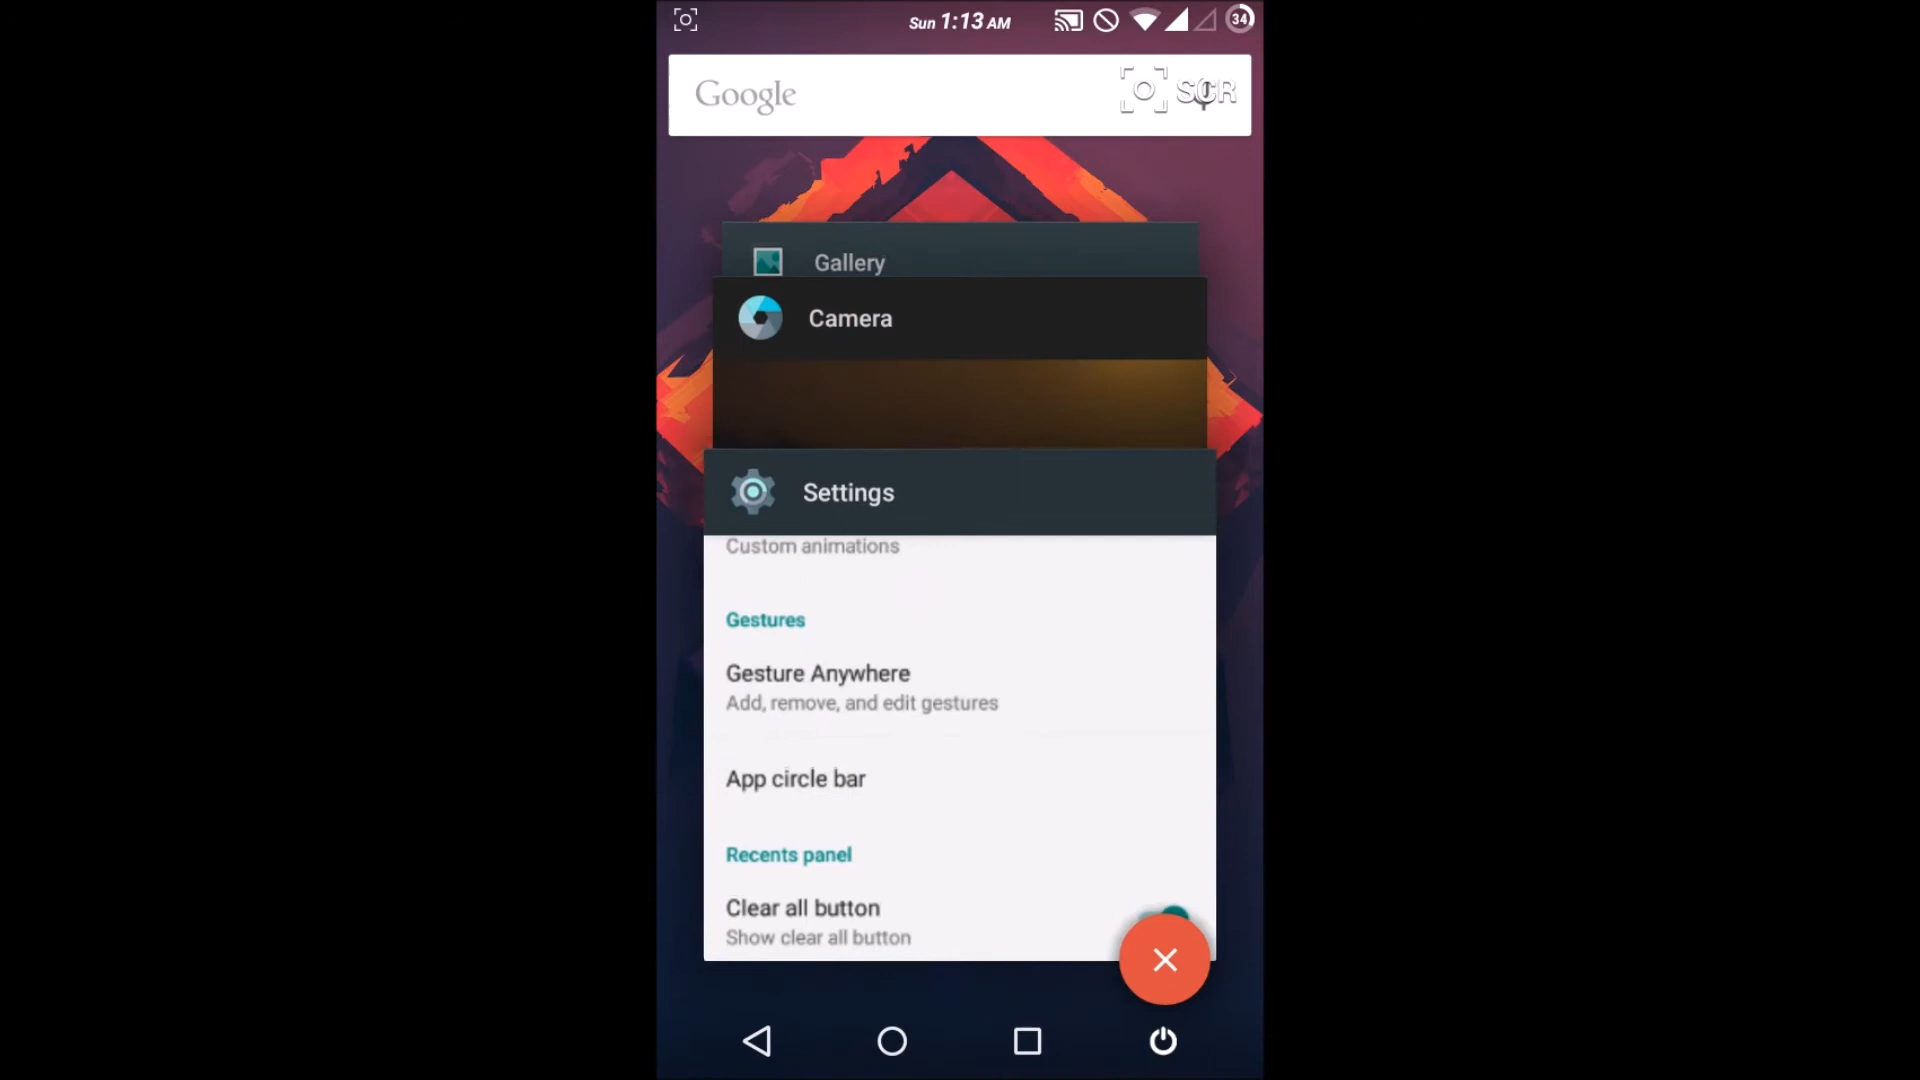 Sun 1:13 AM
34
Google
SCR
Gallery
Camera
Settings
Custom animations
Gestures
Gesture Anywhere
Add, remove, and edit gestures
App circle bar
Recents panel
Clear all button
Show clear all button